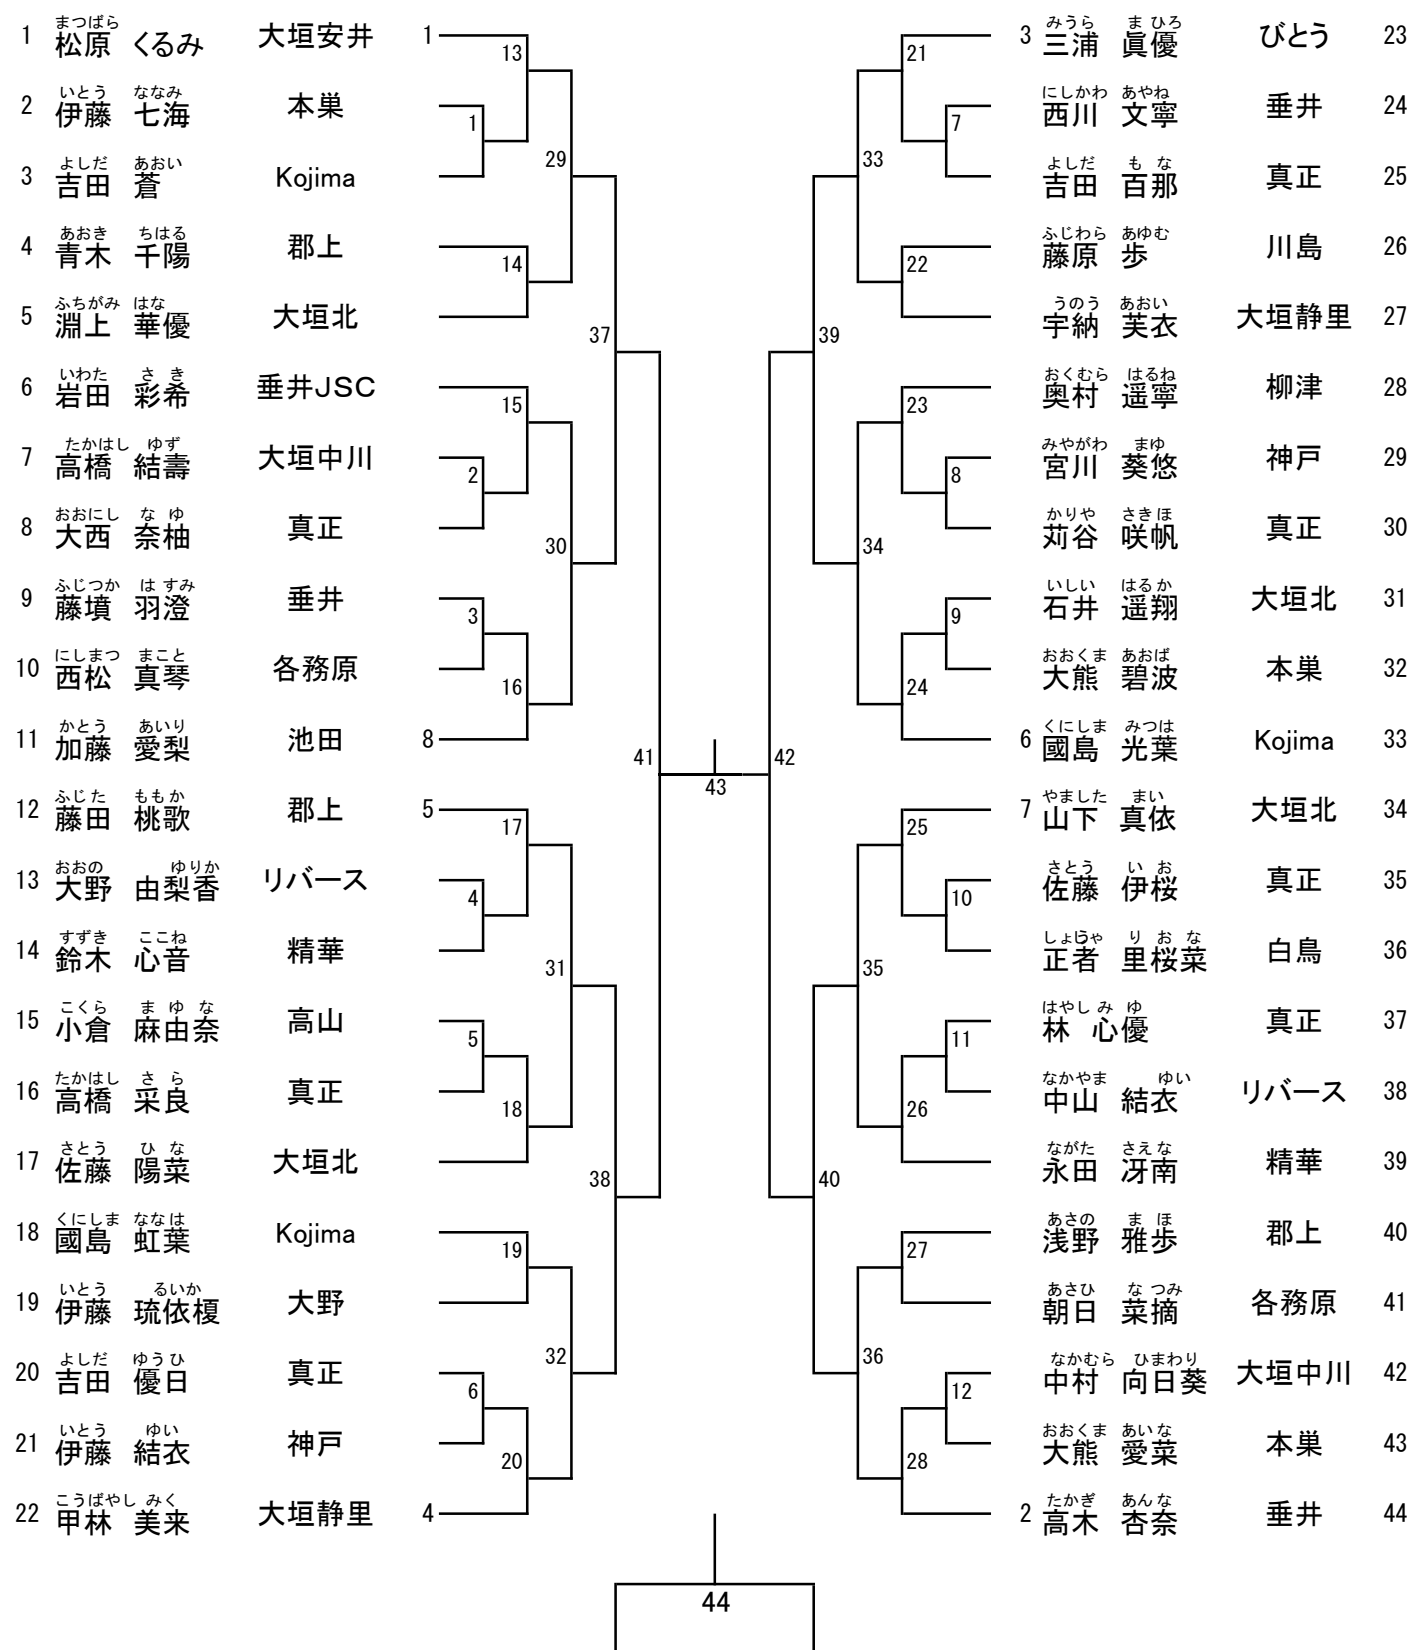 まつばら
1 松原 くるみ 大垣安井 1
いとう ななみ
2 伊藤 七海 本巣
よしだ あおい
3 吉田 蒼 Kojima
あおき ちはる
4 青木 千陽 郡上
ふちがみ はな
5 淵上 華優 大垣北
いわた さき
6 岩田 彩希 垂井JSC
たかはし ゆず
7 高橋 結壽 大垣中川
おおにし なゆ
8 大西 奈柚 真正
ふじつか はすみ
9 藤墳 羽澄 垂井
にしまつ まこと
10 西松 真琴 各務原
かとう あいり
11 加藤 愛梨 池田 8
ふじた ももか
12 藤田 桃歌 郡上 5
おおの ゆりか
13 大野 由梨香 リバース
すずき ここね
14 鈴木 心音 精華
こくら まゆな
15 小倉 麻由奈 高山
たかはし さら
16 高橋 采良 真正
さとう ひな
17 佐藤 陽菜 大垣北
くにしま ななは
18 國島 虹葉 Kojima
いとう るいか
19 伊藤 琉依榎 大野
よしだ ゆうひ
20 吉田 優日 真正
いとう ゆい
21 伊藤 結衣 神戸
こうばやし みく
22 甲林 美来 大垣静里 4
13
1
29
14
37
15
2
30
3
16
41
17
4
31
5
18
38
19
32
6
20
43
44
21
7
33
22
39
23
8
34
9
24
42
25
10
35
11
26
40
27
36
12
28
みうら まひろ
3 三浦 眞優 びとう 23
にしかわ あやね
西川 文寧 垂井 24
よしだ もな
吉田 百那 真正 25
ふじわら あゆむ
藤原 歩 川島 26
うのう あおい
宇納 芙衣 大垣静里 27
おくむら はるね
奥村 遥寧 柳津 28
みやがわ まゆ
宮川 葵悠 神戸 29
かりや さきほ
苅谷 咲帆 真正 30
いしい はるか
石井 遥翔 大垣北 31
おおくま あおば
大熊 碧波 本巣 32
くにしま みつは
6 國島 光葉 Kojima 33
やました まい
7 山下 真依 大垣北 34
さとう いお
佐藤 伊桜 真正 35
りおな
正者 里桜菜 白鳥 36
はやし みゆ
林 心優 真正 37
なかやま ゆい
中山 結衣 リバース 38
ながた さえな
永田 冴南 精華 39
あさの まほ
浅野 雅歩 郡上 40
あさひ なつみ
朝日 菜摘 各務原 41
なかむら ひまわり
中村 向日葵 大垣中川 42
おおくま あいな
大熊 愛菜 本巣 43
たかぎ あんな
2 高木 杏奈 垂井 44